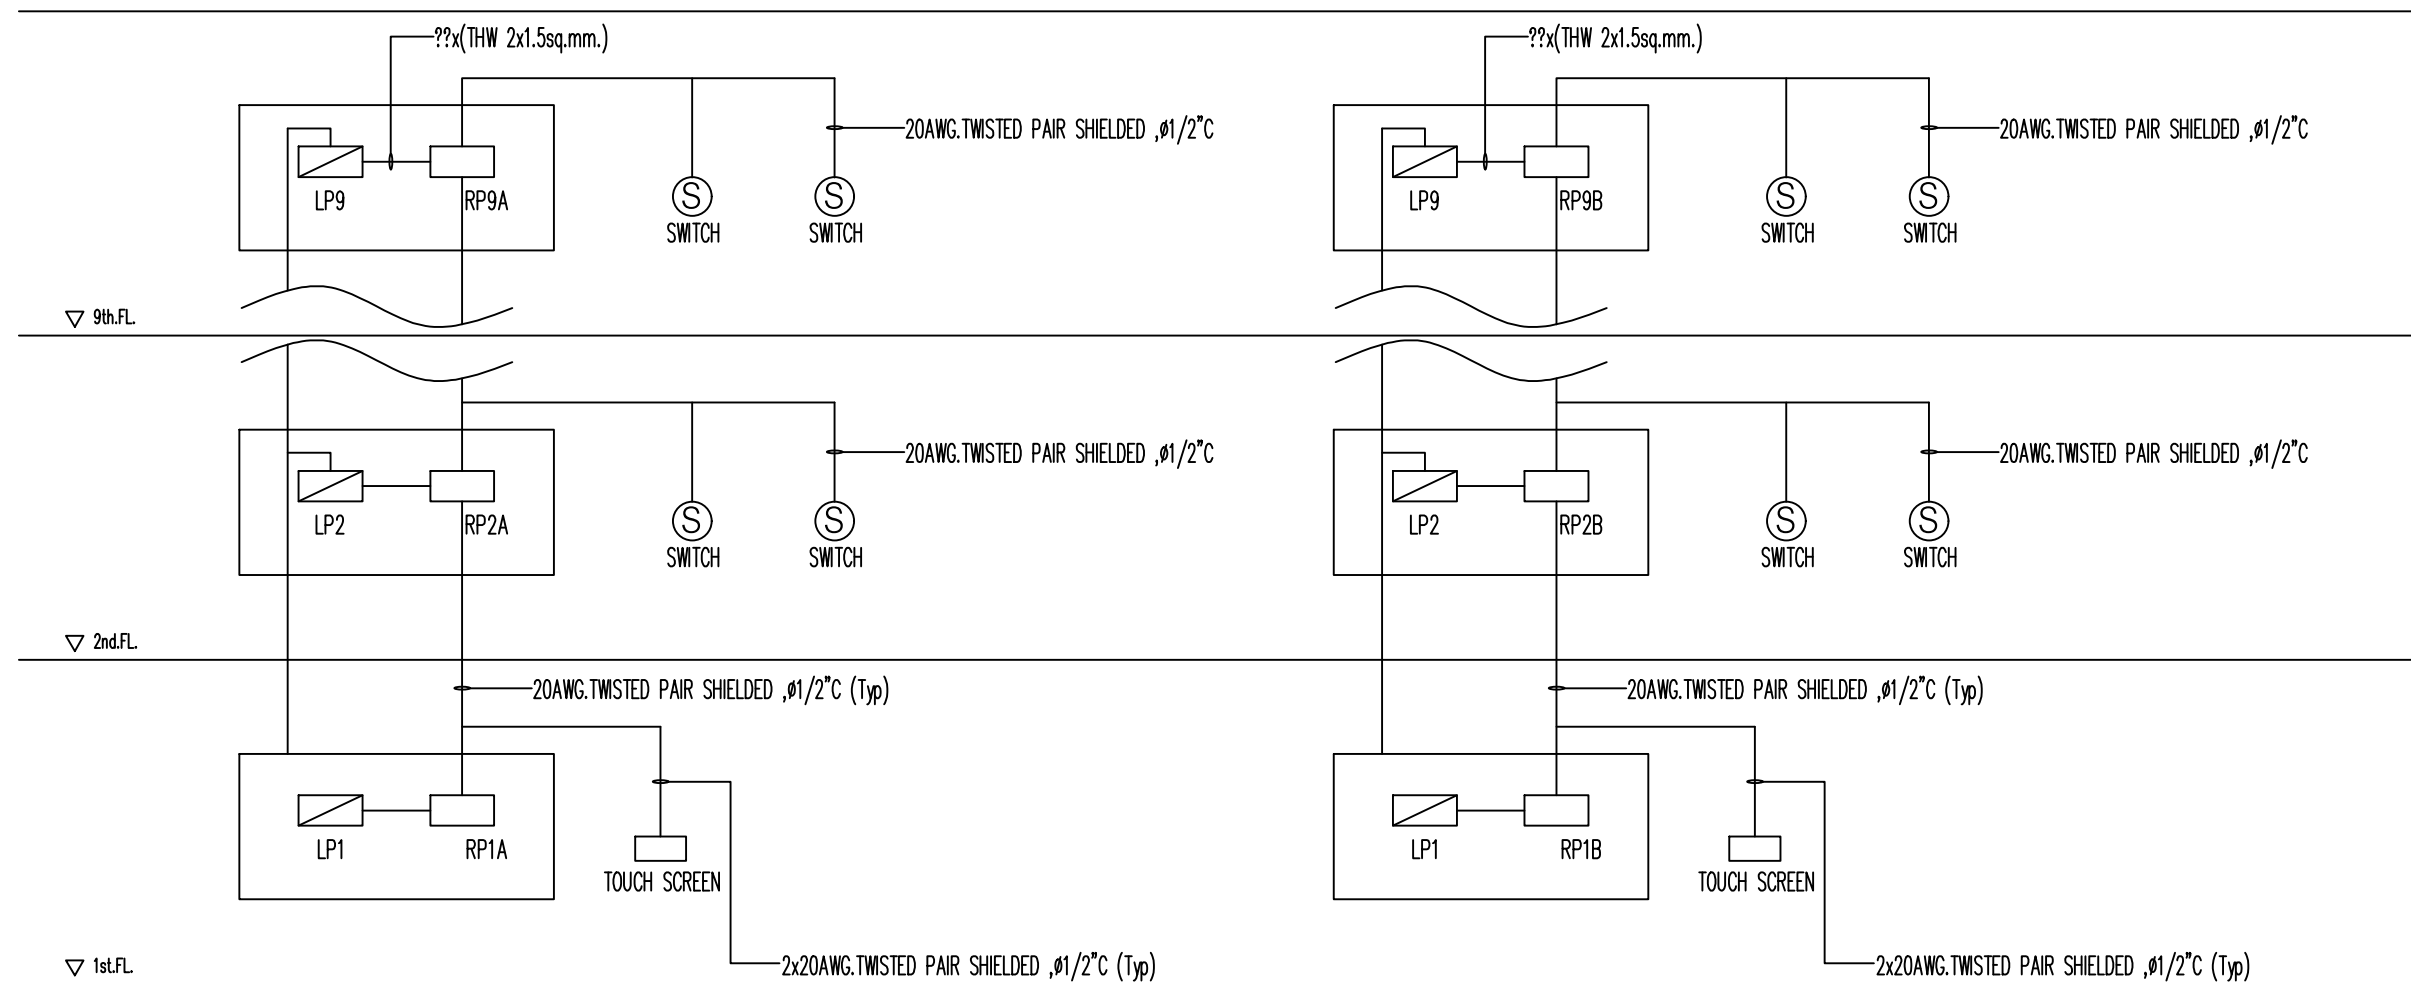 ??x(THW 2x1.5sq.mm.)
??x(THW 2x1.5sq.mm.)
20AWG.TWISTED PAIR SHIELDED ,ø1/2"C
20AWG.TWISTED PAIR SHIELDED ,ø1/2"C
LP9
RP9A
S
SWITCH
S
SWITCH
LP9
RP9B
S
SWITCH
S
SWITCH
9th.FL.
20AWG.TWISTED PAIR SHIELDED ,ø1/2"C
20AWG.TWISTED PAIR SHIELDED ,ø1/2"C
LP2
RP2A
S
SWITCH
S
SWITCH
LP2
RP2B
S
SWITCH
S
SWITCH
2nd.FL.
20AWG.TWISTED PAIR SHIELDED ,ø1/2"C (Typ)
20AWG.TWISTED PAIR SHIELDED ,ø1/2"C (Typ)
LP1
RP1A
TOUCH SCREEN
LP1
RP1B
TOUCH SCREEN
1st.FL.
2x20AWG.TWISTED PAIR SHIELDED ,ø1/2"C (Typ)
2x20AWG.TWISTED PAIR SHIELDED ,ø1/2"C (Typ)